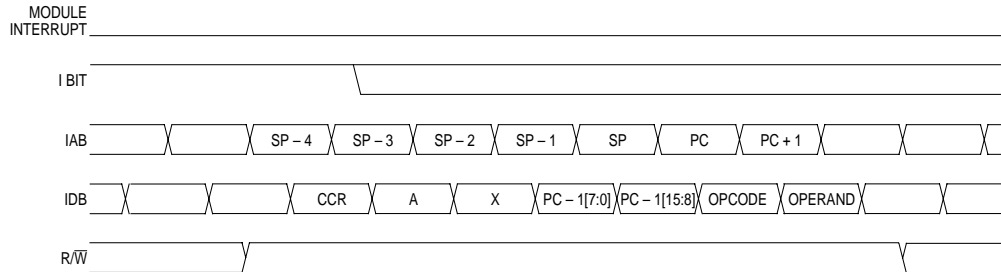 MODULE
INTERRUPT
I BIT
IAB SP – 4 SP – 3 SP – 2 SP – 1 SP PC PC + 1
IDB CCR A X PC – 1[7:0] PC – 1[15:8] OPCODE OPERAND
R/W̅